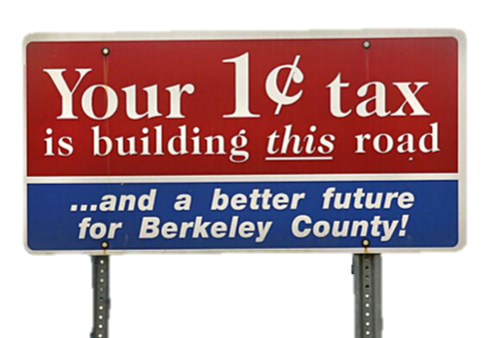 Your 1¢ tax
is building this road
...and a better future
for Berkeley County!